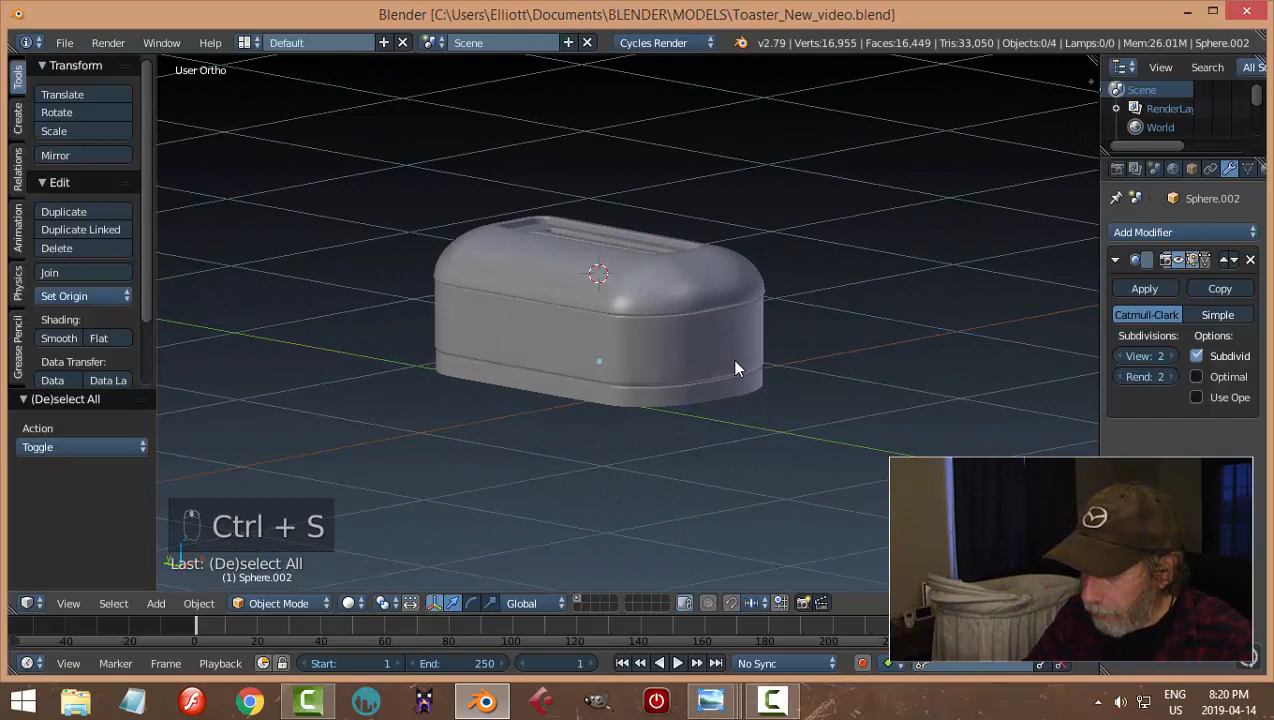 Blender [C:\Users\Elliott\Documents\BLENDER\MODELS\Toaster_New_video.blend]
File Render Window Help Default Scene Cycles Render v2.79 | Verts:16,955 | Faces:16,449 | Tris:33,050 | Objects:0/4 | Lamps:0/0 | Mem:26.01M | Sphere.002
Tools
Create
Relations
Animation
Physics
Grease Pencil
Transform
Translate
Rotate
Scale
Mirror
Edit
Duplicate
Duplicate Linked
Delete
Join
Set Origin
Shading:
Smooth Flat
Data Transfer:
Data Data La
(De)select All
Action
Toggle
User Ortho
Ctrl + S
Last: (De)select All
(1) Sphere.002
View Search All S
Scene
RenderLay
World
Sphere.002
Add Modifier
Apply Copy
Catmull-Clark Simple
Subdivisions: Options:
View: 2 Subdivid
Rend: 2 Optimal
Use Ope
View Select Add Object Object Mode Global
-40 -20 0 20 40 60 80 100 120 140 160 180 200
View Marker Frame Playback Start: 1 End: 250 1 No Sync
ENG
US
8:20 PM
2019-04-14